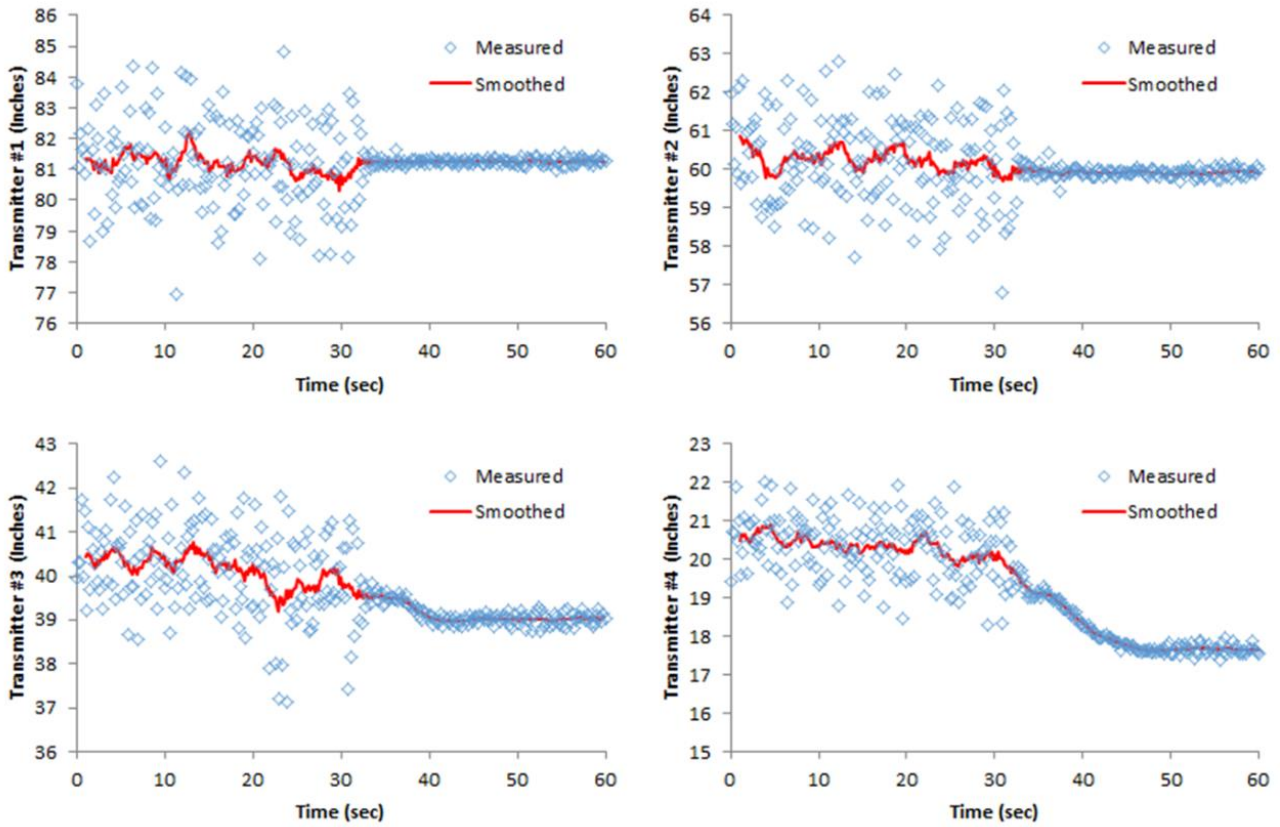 86
85
84
83
82
81
80
79
78
77
76
Transmitter #1 (Inches)
Measured
Smoothed
0 10 20 30 40 50 60
Time (sec)
64
63
62
61
60
59
58
57
56
Transmitter #2 (Inches)
Measured
Smoothed
0 10 20 30 40 50 60
Time (sec)
43
42
41
40
39
38
37
36
Transmitter #3 (Inches)
Measured
Smoothed
0 10 20 30 40 50 60
Time (sec)
23
22
21
20
19
18
17
16
15
Transmitter #4 (Inches)
Measured
Smoothed
0 10 20 30 40 50 60
Time (sec)